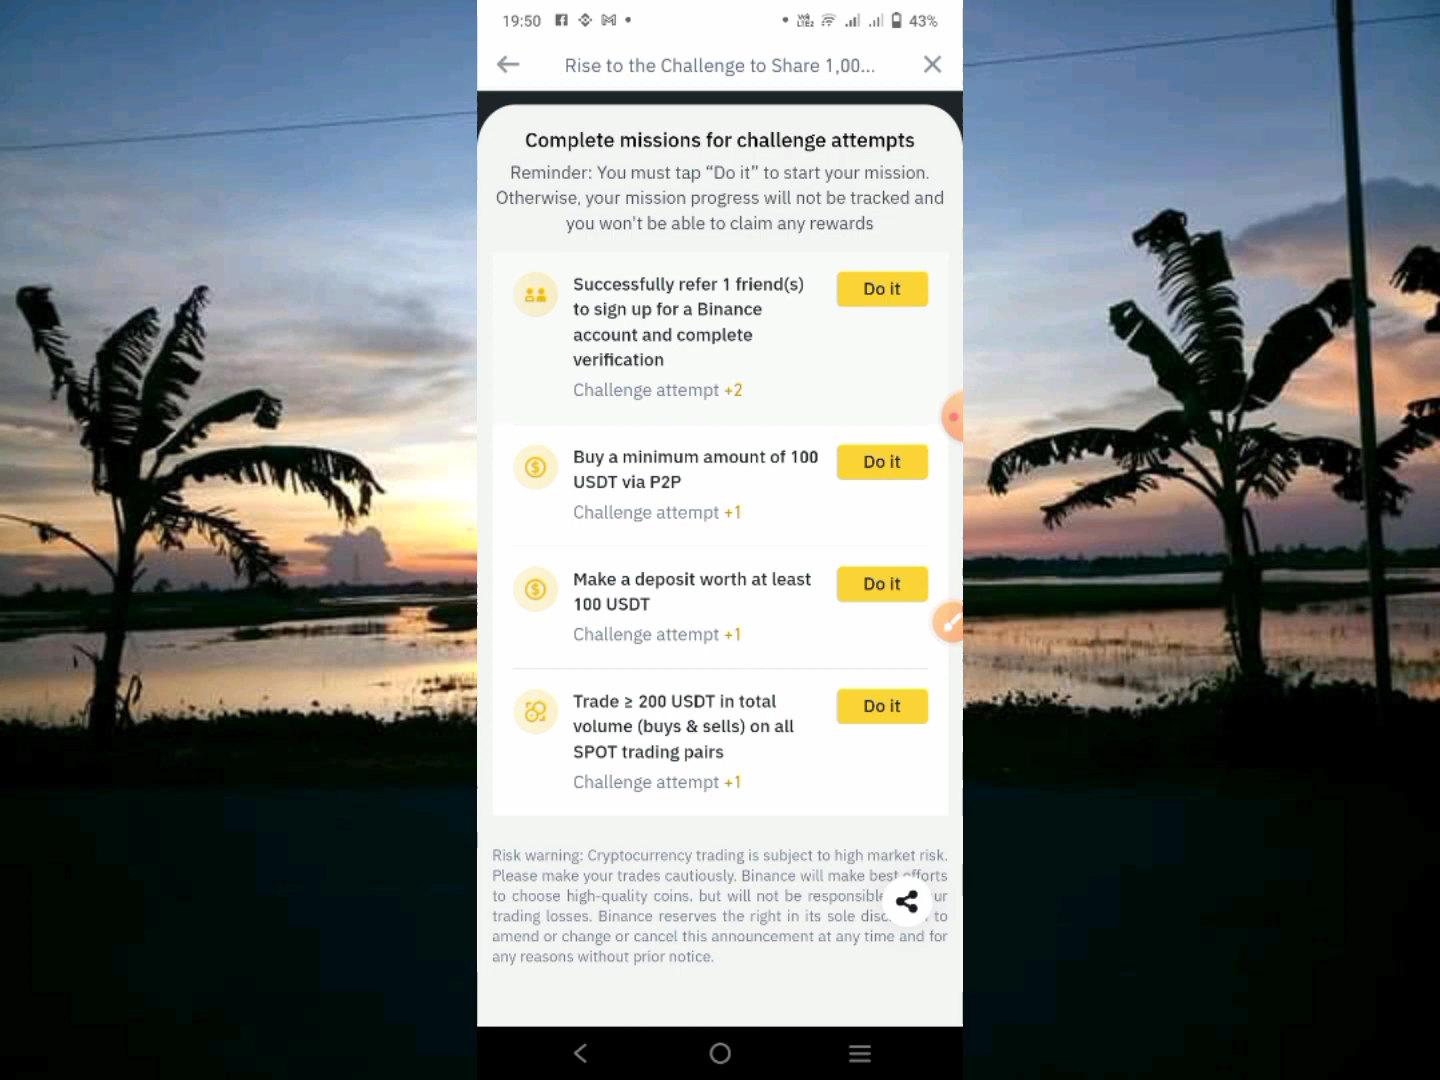 19:50
43%
Rise to the Challenge to Share 1,00...
Complete missions for challenge attempts
Reminder: You must tap “Do it” to start your mission.
Otherwise, your mission progress will not be tracked and
you won't be able to claim any rewards
Successfully refer 1 friend(s)
to sign up for a Binance
account and complete
verification
Challenge attempt +2
Do it
Buy a minimum amount of 100
USDT via P2P
Challenge attempt +1
Do it
Make a deposit worth at least
100 USDT
Challenge attempt +1
Do it
Trade ≥ 200 USDT in total
volume (buys & sells) on all
SPOT trading pairs
Challenge attempt +1
Do it
Risk warning: Cryptocurrency trading is subject to high market risk.
Please make your trades cautiously. Binance will make best efforts
to choose high-quality coins, but will not be responsible
trading losses. Binance reserves the right in its sole to
amend or change or cancel this announcement at any time and for
any reasons without prior notice.